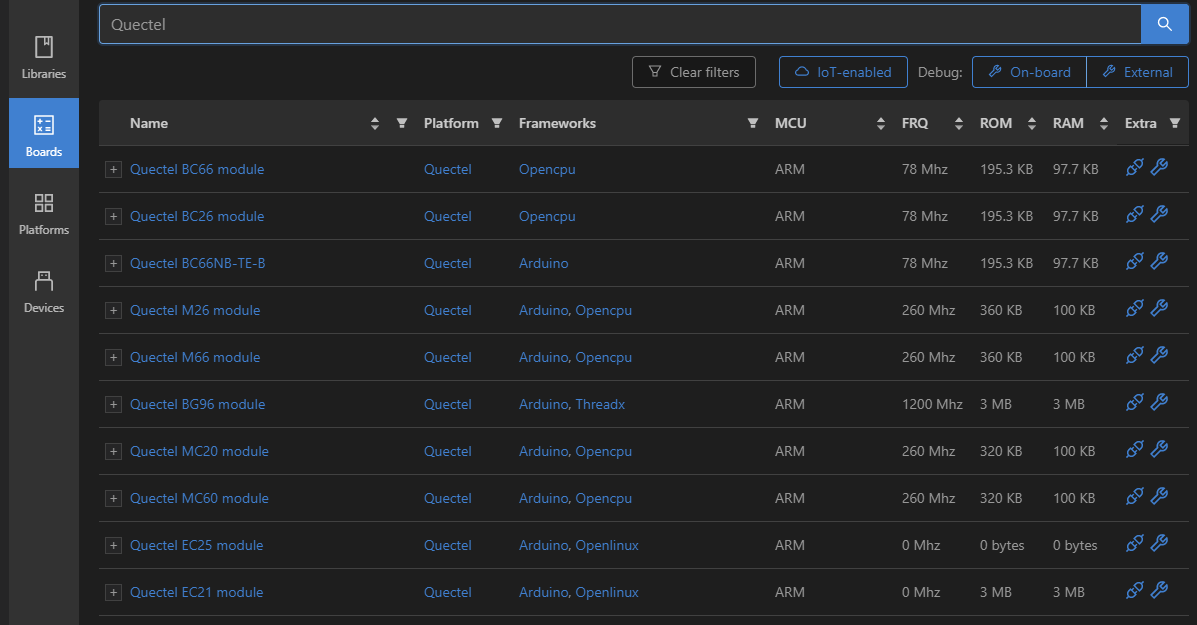 Quectel
Clear filters IoT-enabled Debug: On-board External
Libraries
Boards
Platforms
Devices
Name Platform Frameworks MCU FRQ ROM RAM Extra
Quectel BC66 module Quectel Opencpu ARM 78 Mhz 195.3 KB 97.7 KB
Quectel BC26 module Quectel Opencpu ARM 78 Mhz 195.3 KB 97.7 KB
Quectel BC66NB-TE-B Quectel Arduino ARM 78 Mhz 195.3 KB 97.7 KB
Quectel M26 module Quectel Arduino, Opencpu ARM 260 Mhz 360 KB 100 KB
Quectel M66 module Quectel Arduino, Opencpu ARM 260 Mhz 360 KB 100 KB
Quectel BG96 module Quectel Arduino, Threadx ARM 1200 Mhz 3 MB 3 MB
Quectel MC20 module Quectel Arduino, Opencpu ARM 260 Mhz 320 KB 100 KB
Quectel MC60 module Quectel Arduino, Opencpu ARM 260 Mhz 320 KB 100 KB
Quectel EC25 module Quectel Arduino, Openlinux ARM 0 Mhz 0 bytes 0 bytes
Quectel EC21 module Quectel Arduino, Openlinux ARM 0 Mhz 3 MB 3 MB